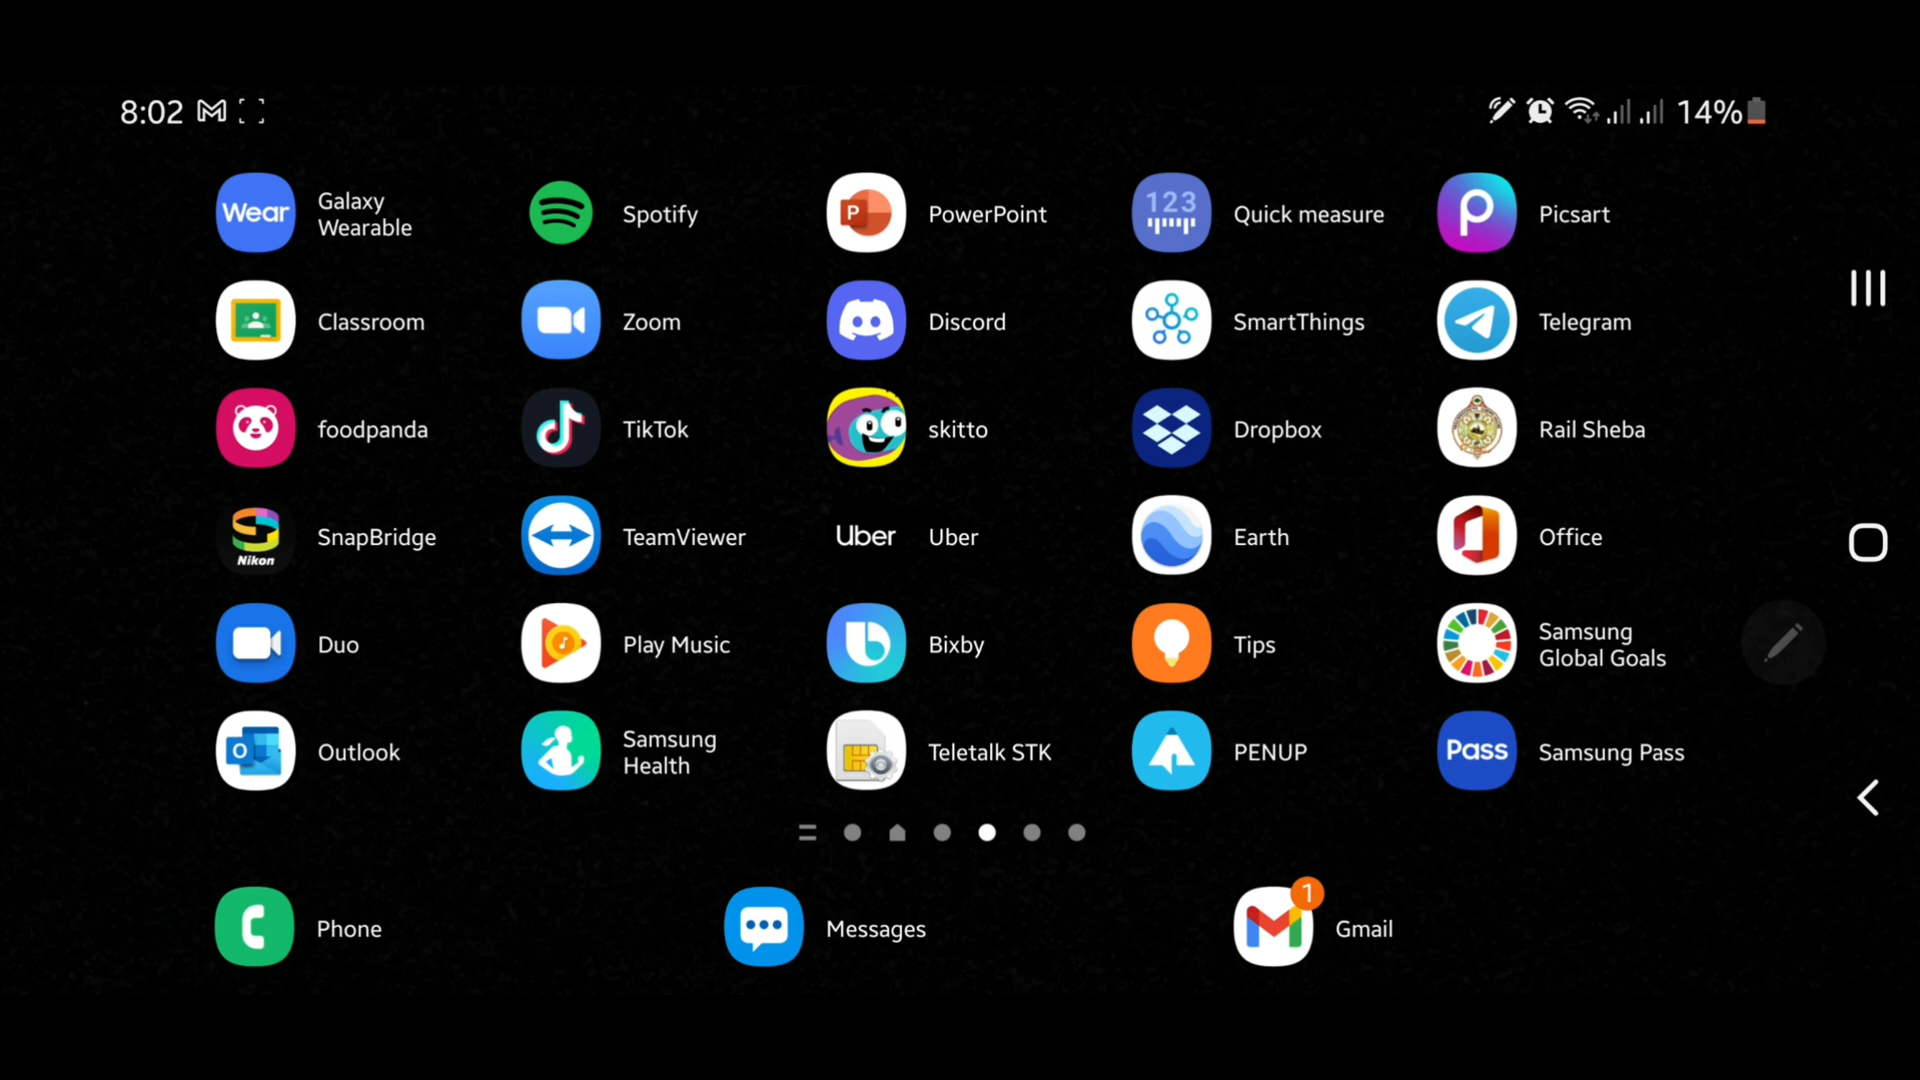 8:02
14%
Wear
Galaxy
Wearable
Spotify
P
PowerPoint
123
Quick measure
Picsart
Classroom
Zoom
Discord
SmartThings
Telegram
foodpanda
TikTok
skitto
Dropbox
Rail Sheba
Nikon
SnapBridge
TeamViewer
Uber
Uber
Earth
Office
Duo
Play Music
Bixby
Tips
Samsung
Global Goals
O
Outlook
Samsung
Health
Teletalk STK
PENUP
Pass
Samsung Pass
Phone
Messages
1
Gmail